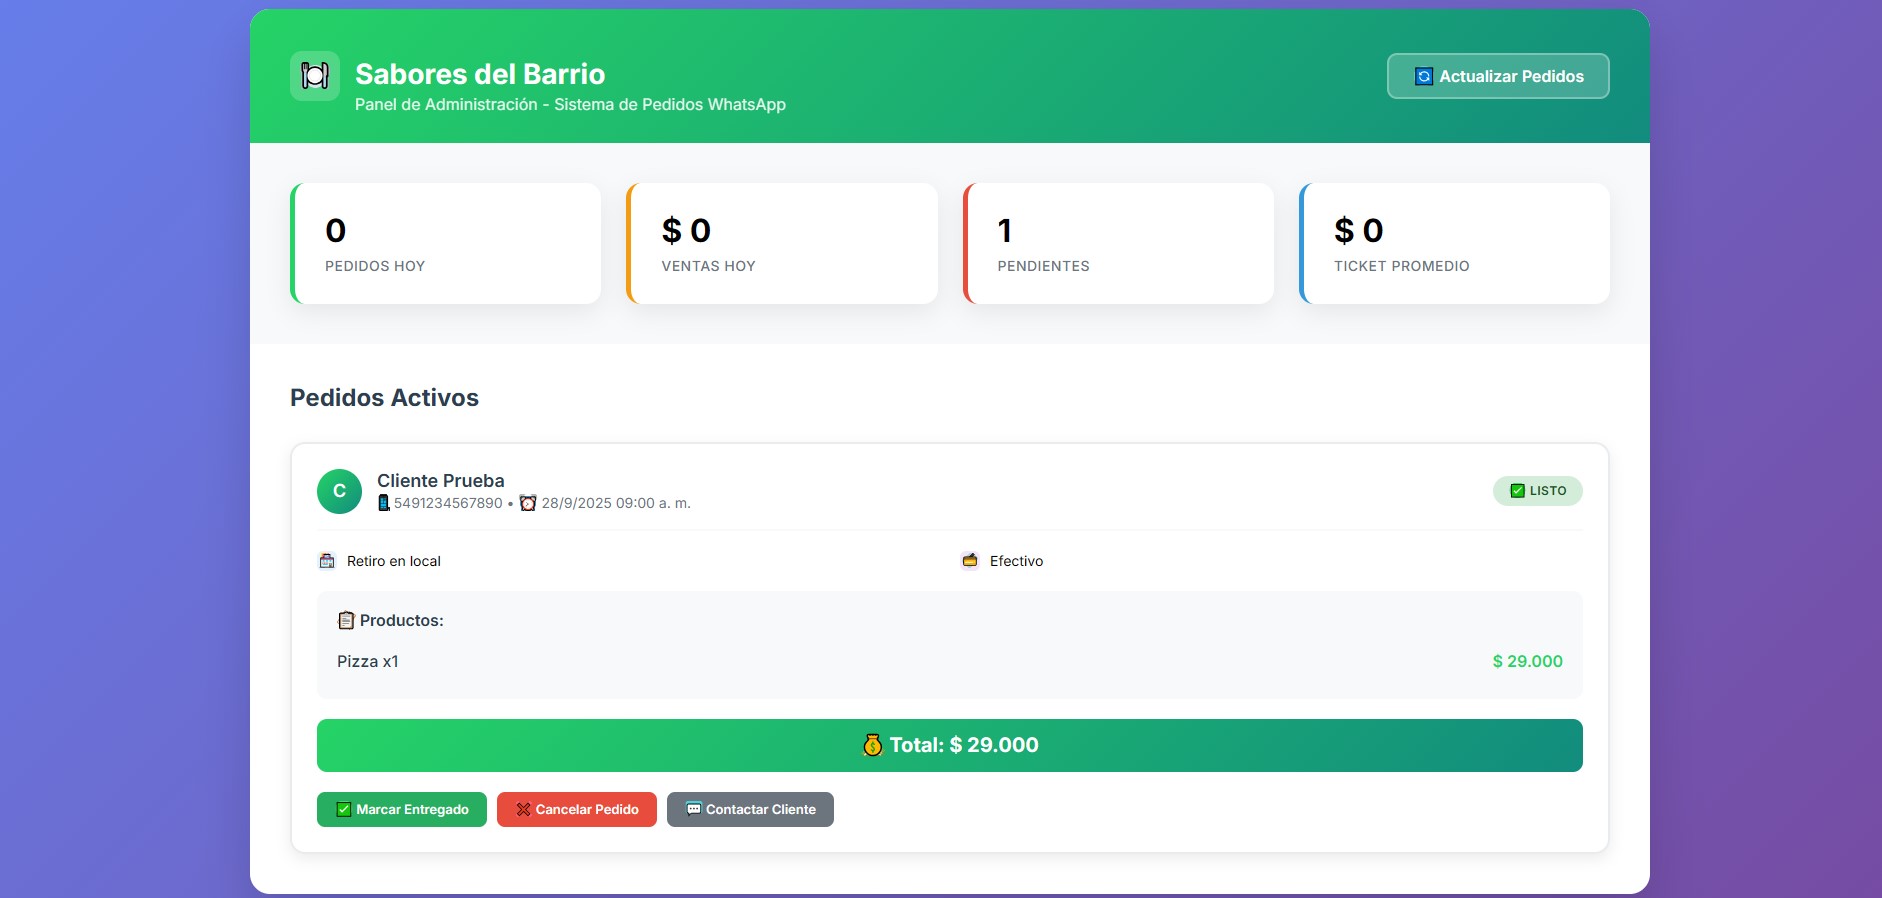 Sabores del Barrio
Panel de Administración - Sistema de Pedidos WhatsApp
Actualizar Pedidos
0
PEDIDOS HOY
$ 0
VENTAS HOY
1
PENDIENTES
$ 0
TICKET PROMEDIO
Pedidos Activos
C
Cliente Prueba
5491234567890 • 28/9/2025 09:00 a. m.
LISTO
Retiro en local
Efectivo
Productos:
Pizza x1 $ 29.000
Total: $ 29.000
Marcar Entregado
Cancelar Pedido
Contactar Cliente